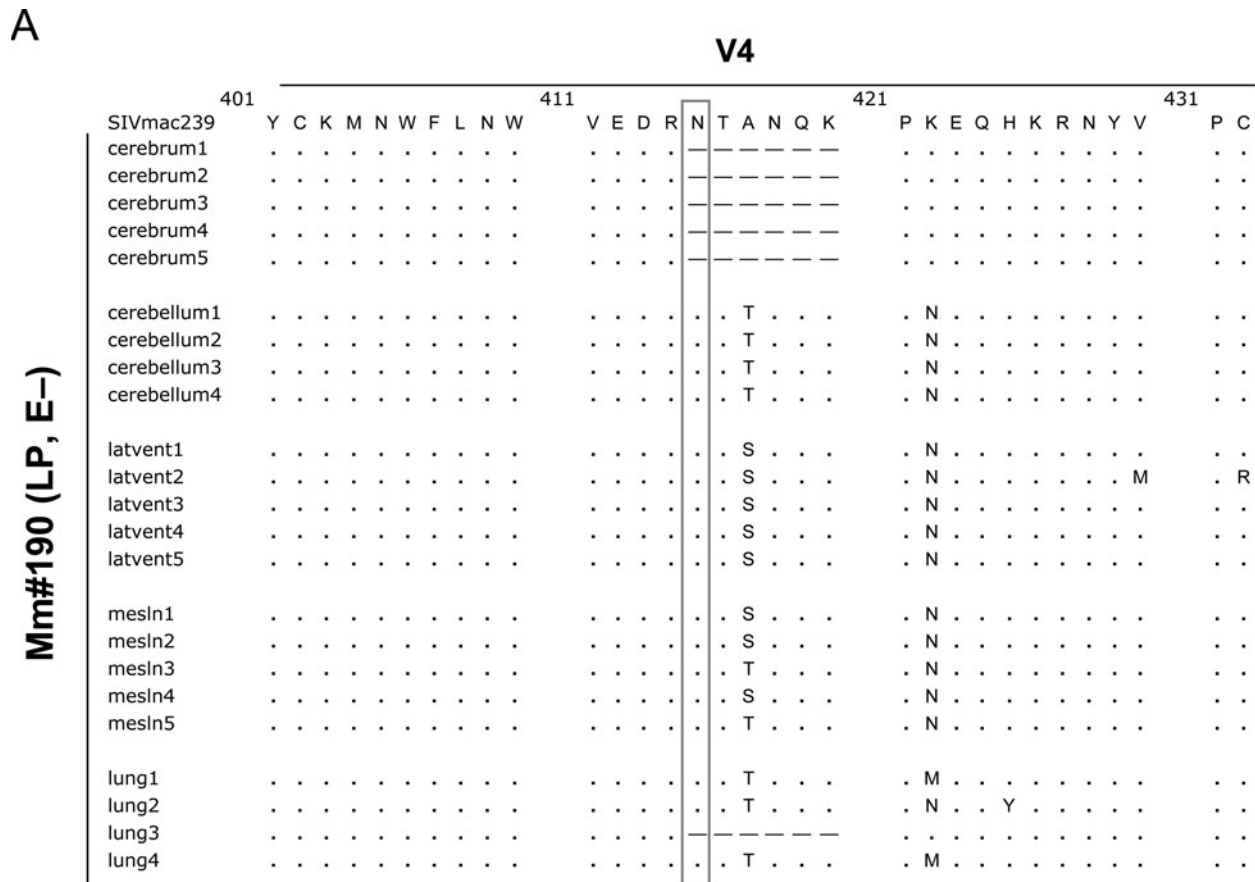 A
V4
401 411 421 431
SIVmac239 Y C K M N W F L N W V E D R N T A N Q K P K E Q H K R N Y V P C
cerebrum1 . . . . . . . . . . . . . . — — — — — — . . . . . . . . . . . .
cerebrum2 . . . . . . . . . . . . . . — — — — — — . . . . . . . . . . . .
cerebrum3 . . . . . . . . . . . . . . — — — — — — . . . . . . . . . . . .
cerebrum4 . . . . . . . . . . . . . . — — — — — — . . . . . . . . . . . .
cerebrum5 . . . . . . . . . . . . . . — — — — — — . . . . . . . . . . . .
cerebellum1 . . . . . . . . . . . . . . . . T . . . . N . . . . . . . . . .
cerebellum2 . . . . . . . . . . . . . . . . T . . . . N . . . . . . . . . .
cerebellum3 . . . . . . . . . . . . . . . . T . . . . N . . . . . . . . . .
cerebellum4 . . . . . . . . . . . . . . . . T . . . . N . . . . . . . . . .
latvent1 . . . . . . . . . . . . . . . . S . . . . N . . . . . . . . . .
latvent2 . . . . . . . . . . . . . . . . S . . . . N . . . . . . . M . R
latvent3 . . . . . . . . . . . . . . . . S . . . . N . . . . . . . . . .
latvent4 . . . . . . . . . . . . . . . . S . . . . N . . . . . . . . . .
latvent5 . . . . . . . . . . . . . . . . S . . . . N . . . . . . . . . .
mesln1 . . . . . . . . . . . . . . . . S . . . . N . . . . . . . . . .
mesln2 . . . . . . . . . . . . . . . . S . . . . N . . . . . . . . . .
mesln3 . . . . . . . . . . . . . . . . T . . . . N . . . . . . . . . .
mesln4 . . . . . . . . . . . . . . . . S . . . . N . . . . . . . . . .
mesln5 . . . . . . . . . . . . . . . . T . . . . N . . . . . . . . . .
lung1 . . . . . . . . . . . . . . . . T . . . . M . . . . . . . . . .
lung2 . . . . . . . . . . . . . . . . T . . . . N . . Y . . . . . . .
lung3 . . . . . . . . . . . . . . — — — — — — . . . . . . . . . . . .
lung4 . . . . . . . . . . . . . . . . T . . . . M . . . . . . . . . .
Mm#190 (LP, E–)